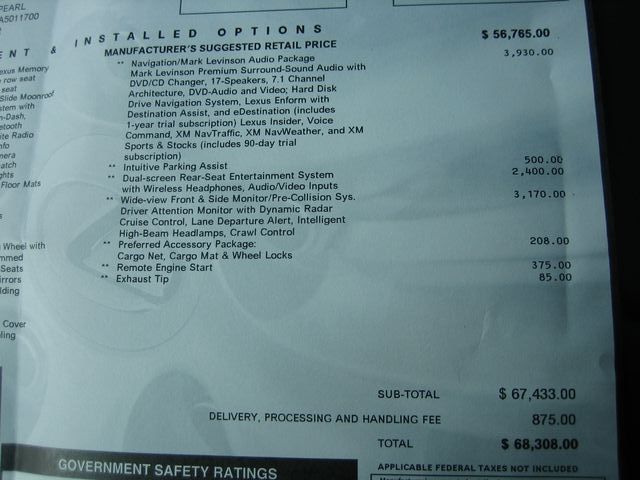 PEARL
A5011700
ENT & INSTALLED OPTIONS
MANUFACTURER'S SUGGESTED RETAIL PRICE $ 56,765.00
** Navigation/Mark Levinson Audio Package 3,930.00
Mark Levinson Premium Surround-Sound Audio with
DVD/CD Changer, 17-Speakers, 7.1 Channel
Architecture, DVD-Audio and Video; Hard Disk
Drive Navigation System, Lexus Enform with
Destination Assist, and eDestination (includes
1-year trial subscription) Lexus Insider, Voice
Command, XM NavTraffic, XM NavWeather, and XM
Sports & Stocks (includes 90-day trial
subscription)
** Intuitive Parking Assist 500.00
** Dual-screen Rear-Seat Entertainment System 2,400.00
with Wireless Headphones, Audio/Video Inputs
** Wide-view Front & Side Monitor/Pre-Collision Sys. 3,170.00
Driver Attention Monitor with Dynamic Radar
Cruise Control, Lane Departure Alert, Intelligent
High-Beam Headlamps, Crawl Control
** Preferred Accessory Package: 208.00
Cargo Net, Cargo Mat & Wheel Locks
** Remote Engine Start 375.00
** Exhaust Tip 85.00
exus Memory
row seat
seat
Slide Moonroof
stem with
n-Dash,
etooth
ite Radio
nfo
mera
atch
ghts
Floor Mats
s
Wheel with
mmed
Seats
irrors
lding
Cover
ling
SUB-TOTAL $ 67,433.00
DELIVERY, PROCESSING AND HANDLING FEE 875.00
TOTAL $ 68,308.00
GOVERNMENT SAFETY RATINGS
APPLICABLE FEDERAL TAXES NOT INCLUDED